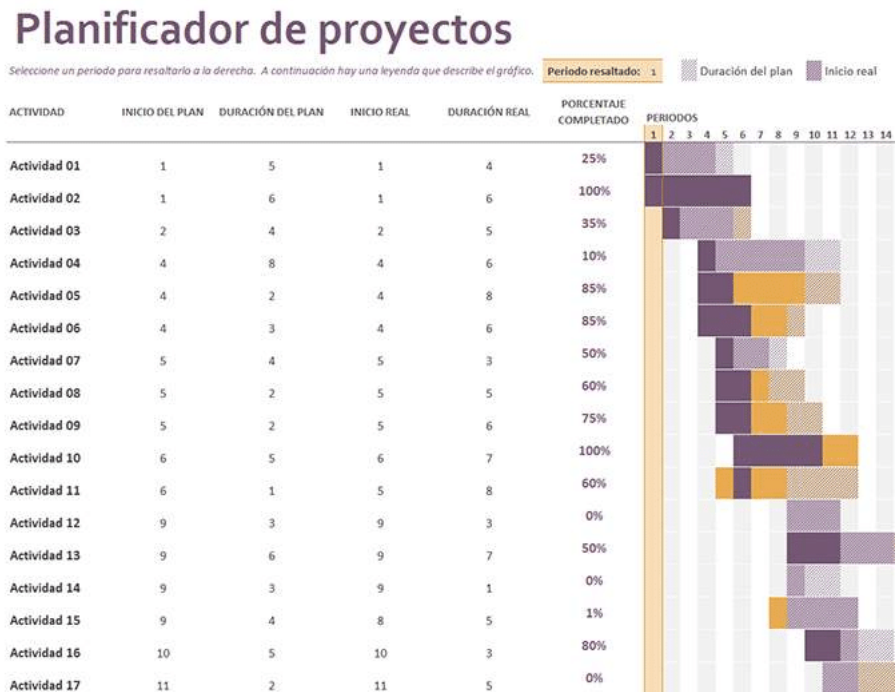 Planificador de proyectos
Seleccione un periodo para resaltarlo a la derecha. A continuación hay una leyenda que describe el gráfico. Periodo resaltado: 1 Duración del plan Inicio real
ACTIVIDAD INICIO DEL PLAN DURACIÓN DEL PLAN INICIO REAL DURACIÓN REAL PORCENTAJE COMPLETADO PERIODOS
1 2 3 4 5 6 7 8 9 10 11 12 13 14
Actividad 01 1 5 1 4 25%
Actividad 02 1 6 1 6 100%
Actividad 03 2 4 2 5 35%
Actividad 04 4 8 4 6 10%
Actividad 05 4 2 4 8 85%
Actividad 06 4 3 4 6 85%
Actividad 07 5 4 5 3 50%
Actividad 08 5 2 5 5 60%
Actividad 09 5 2 5 6 75%
Actividad 10 6 5 6 7 100%
Actividad 11 6 1 5 8 60%
Actividad 12 9 3 9 3 0%
Actividad 13 9 6 9 7 50%
Actividad 14 9 3 9 1 0%
Actividad 15 9 4 8 5 1%
Actividad 16 10 5 10 3 80%
Actividad 17 11 2 11 5 0%